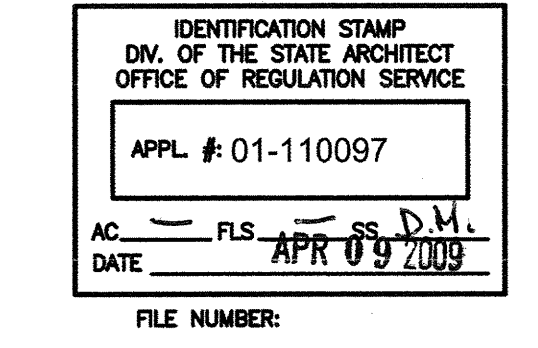 IDENTIFICATION STAMP
DIV. OF THE STATE ARCHITECT
OFFICE OF REGULATION SERVICE
APPL. #: 01-110097
AC — FLS — SS D.M.
DATE APR 09 2009
FILE NUMBER: